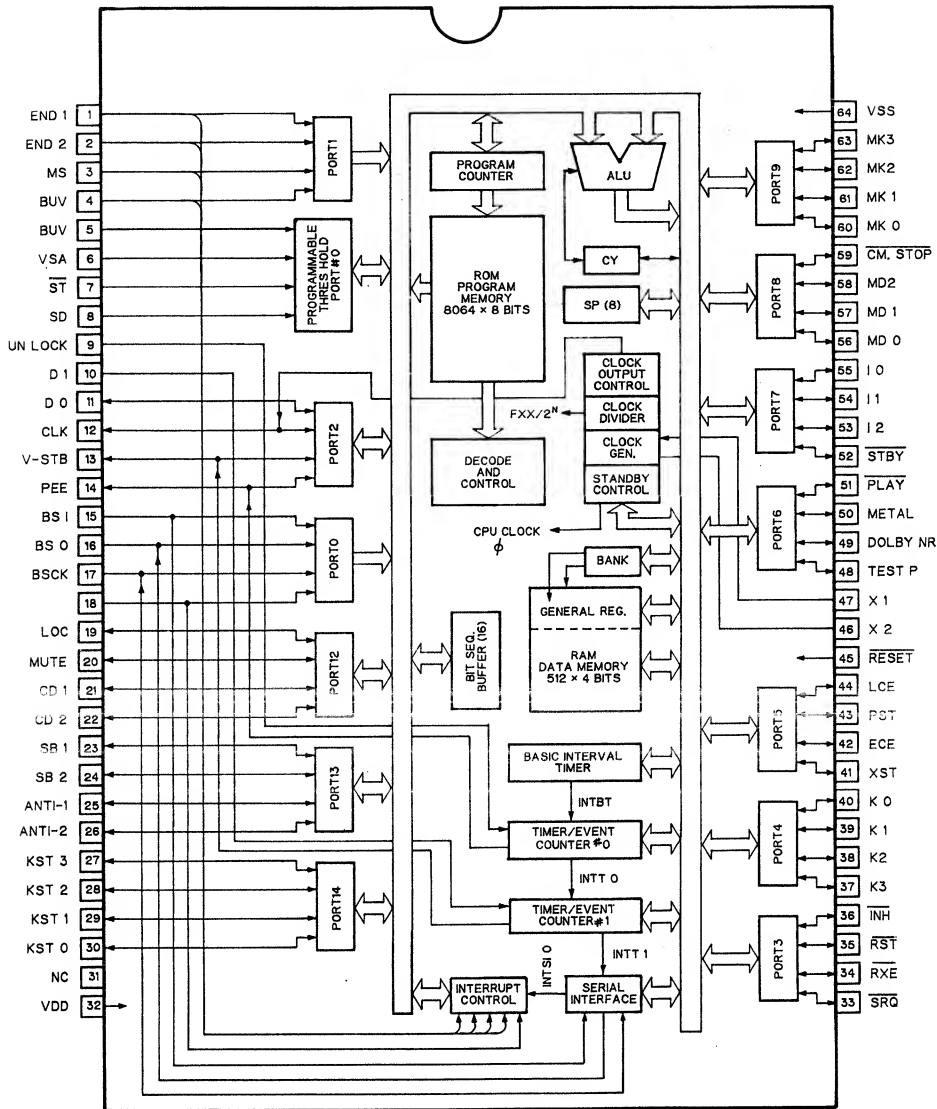 END 1 1
END 2 2
MS 3
BUV 4
BUV 5
VSA 6
S̅T̅ 7
SD 8
UN LOCK 9
D 1 10
D 0 11
CLK 12
V-STB 13
PEE 14
BS I 15
BS 0 16
BSCK 17
18
LOC 19
MUTE 20
CD 1 21
CD 2 22
SB 1 23
SB 2 24
ANTI-1 25
ANTI-2 26
KST 3 27
KST 2 28
KST 1 29
KST 0 30
NC 31
VDD 32
PORT1
PROGRAMMABLE
THRES HOLD
PORT #0
PORT2
PORT0
PORT12
PORT13
PORT14
PROGRAM
COUNTER
ROM
PROGRAM
MEMORY
8064 × 8 BITS
DECODE
AND
CONTROL
BIT SEQ.
BUFFER (16)
INTERRUPT
CONTROL
ALU
CY
SP (8)
CLOCK
OUTPUT
CONTROL
CLOCK
DIVIDER
FXX/2ᴺ
CLOCK
GEN.
STANDBY
CONTROL
CPU CLOCK
ϕ
BANK
GENERAL REG.
RAM
DATA MEMORY
512 × 4 BITS
BASIC INTERVAL
TIMER
INTBT
TIMER/EVENT
COUNTER #0
INTT 0
TIMER/EVENT
COUNTER #1
INTT 1
INTSI 0
SERIAL
INTERFACE
PORT9
PORT8
PORT7
PORT6
PORT5
PORT4
PORT3
64 VSS
63 MK3
62 MK2
61 MK 1
60 MK 0
59 C̅M̅.̅ ̅S̅T̅O̅P̅
58 MD2
57 MD 1
56 MD 0
55 I 0
54 I 1
53 I 2
52 S̅T̅B̅Y̅
51 P̅L̅A̅Y̅
50 METAL
49 DOLBY NR
48 TEST P
47 X 1
46 X 2
45 R̅E̅S̅E̅T̅
44 LCE
43 PST
42 ECE
41 XST
40 K 0
39 K 1
38 K2
37 K3
36 I̅N̅H̅
35 R̅S̅T̅
34 R̅X̅E̅
33 S̅R̅Q̅